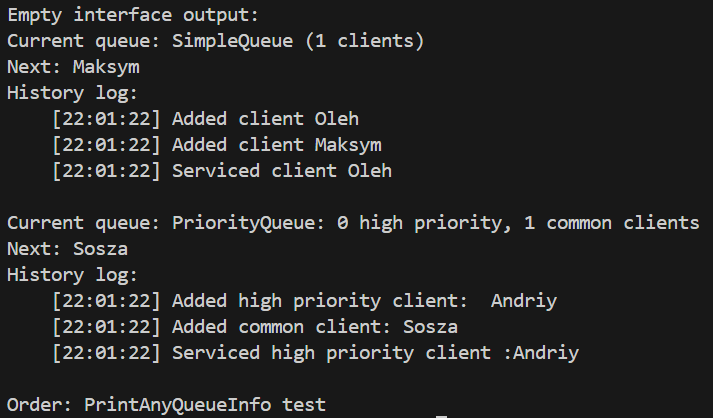 Empty interface output:
Current queue: SimpleQueue (1 clients)
Next: Maksym
History log:
    [22:01:22] Added client Oleh
    [22:01:22] Added client Maksym
    [22:01:22] Serviced client Oleh

Current queue: PriorityQueue: 0 high priority, 1 common clients
Next: Sosza
History log:
    [22:01:22] Added high priority client:  Andriy
    [22:01:22] Added common client: Sosza
    [22:01:22] Serviced high priority client :Andriy

Order: PrintAnyQueueInfo test